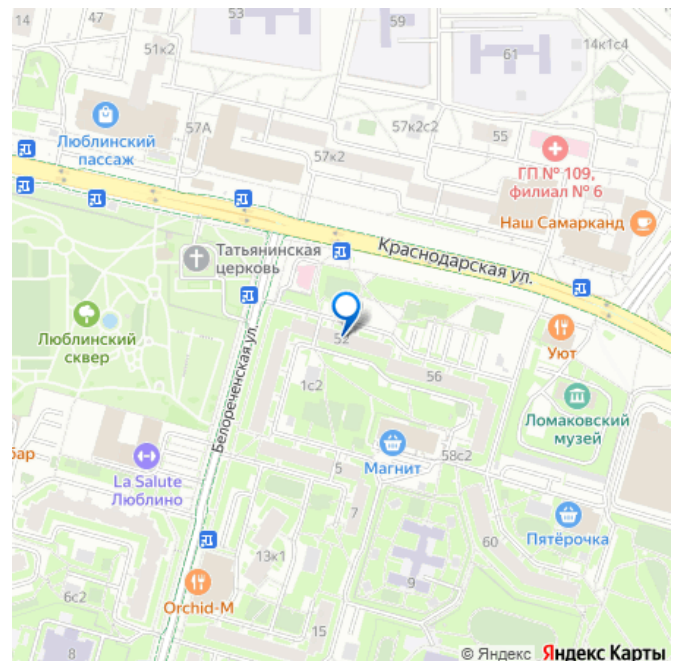 14
47
53
59
51к2
61
14к1с4
Люблинский
пассаж
57А
57к2с2
55
57к2
ГП № 109,
филиал № 6
Наш Самарканд
Краснодарская ул.
Татьянинская
церковь
Люблинский
сквер
Белореченская ул.
52
56
Уют
1с2
Ломаковский
музей
бар
La Salute
Люблино
Магнит
58с2
5
7
Пятёрочка
60
13к1
9
Orchid-M
6с2
15
8
© Яндекс Яндекс Карты